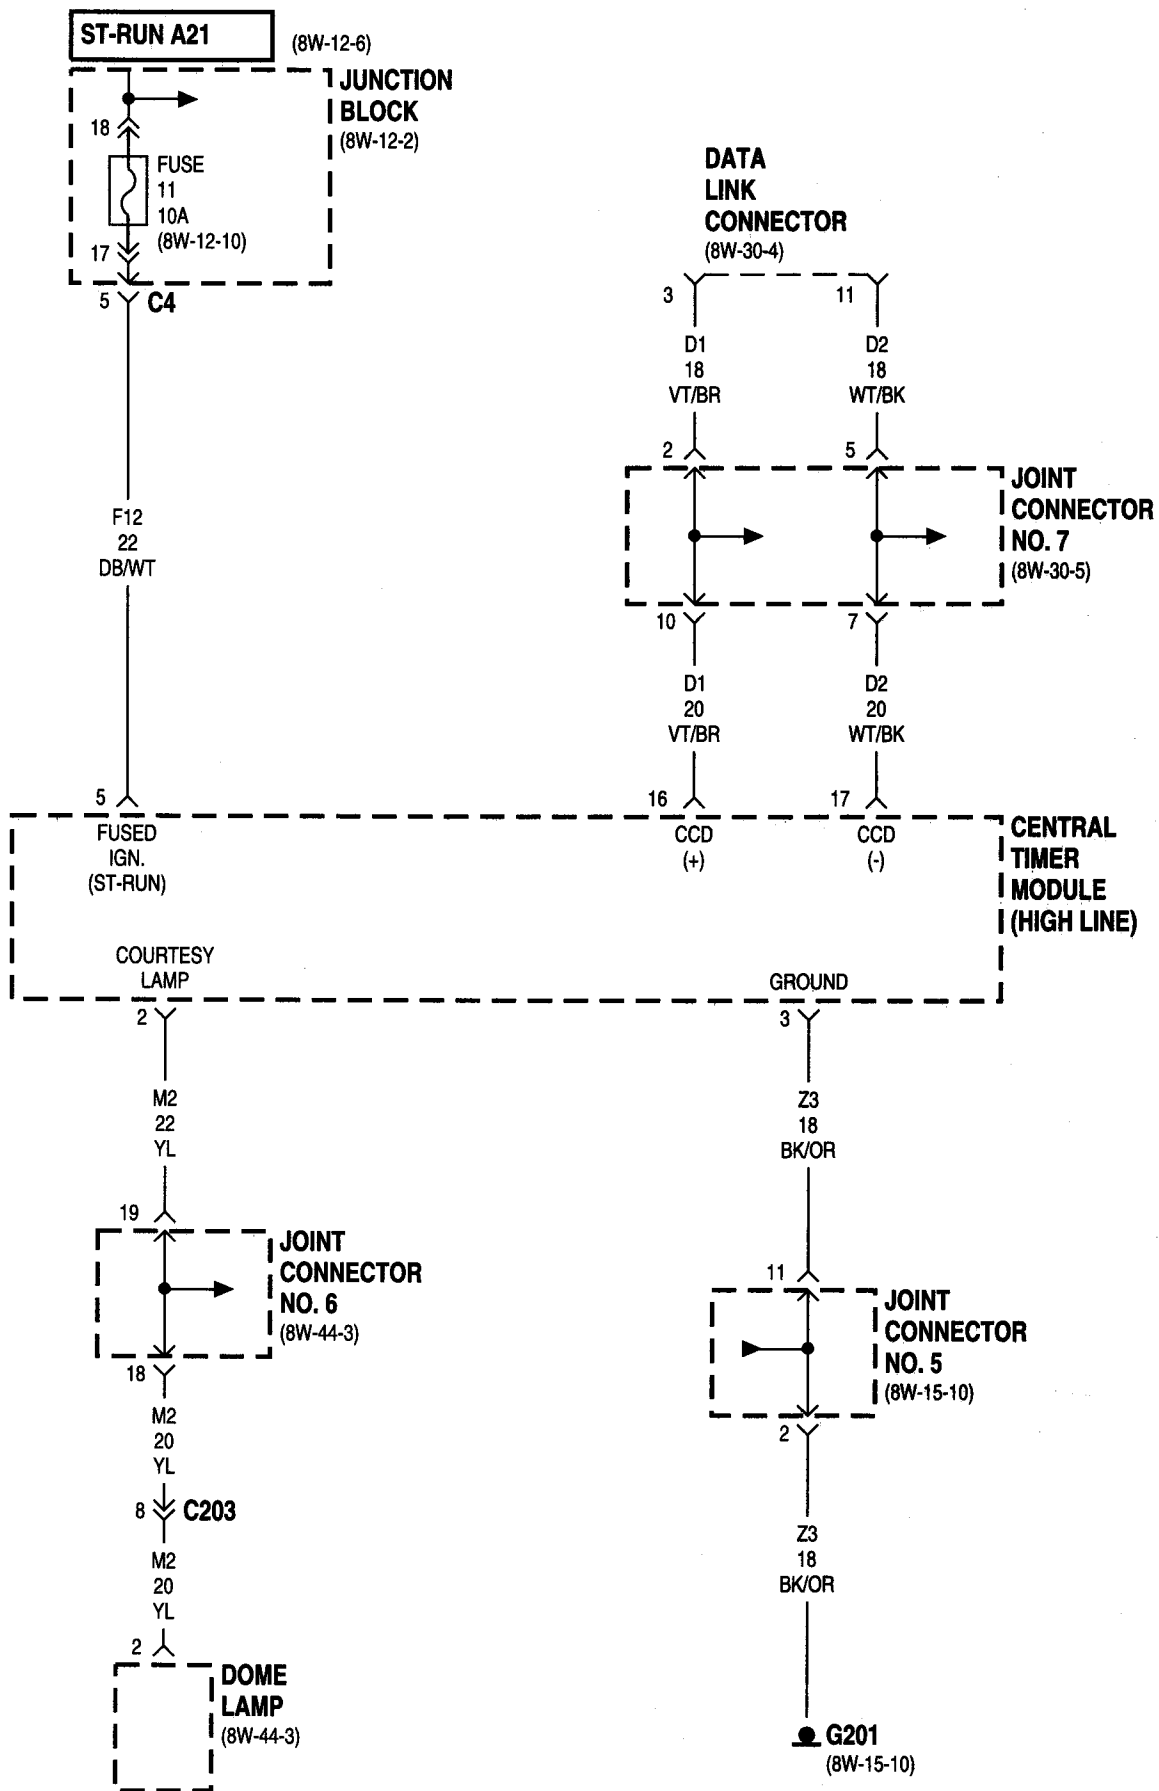 ST-RUN A21
(8W-12-6)
JUNCTION
BLOCK
(8W-12-2)
18
FUSE
11
10A
(8W-12-10)
17
5
C4
F12
22
DB/WT
5
DATA
LINK
CONNECTOR
(8W-30-4)
3
11
D1
18
VT/BR
D2
18
WT/BK
2
5
JOINT
CONNECTOR
NO. 7
(8W-30-5)
10
7
D1
20
VT/BR
D2
20
WT/BK
16
17
FUSED
IGN.
(ST-RUN)
CCD
(+)
CCD
(-)
CENTRAL
TIMER
MODULE
(HIGH LINE)
COURTESY
LAMP
GROUND
2
3
M2
22
YL
19
JOINT
CONNECTOR
NO. 6
(8W-44-3)
18
M2
20
YL
8
C203
M2
20
YL
2
DOME
LAMP
(8W-44-3)
Z3
18
BK/OR
11
JOINT
CONNECTOR
NO. 5
(8W-15-10)
2
Z3
18
BK/OR
G201
(8W-15-10)